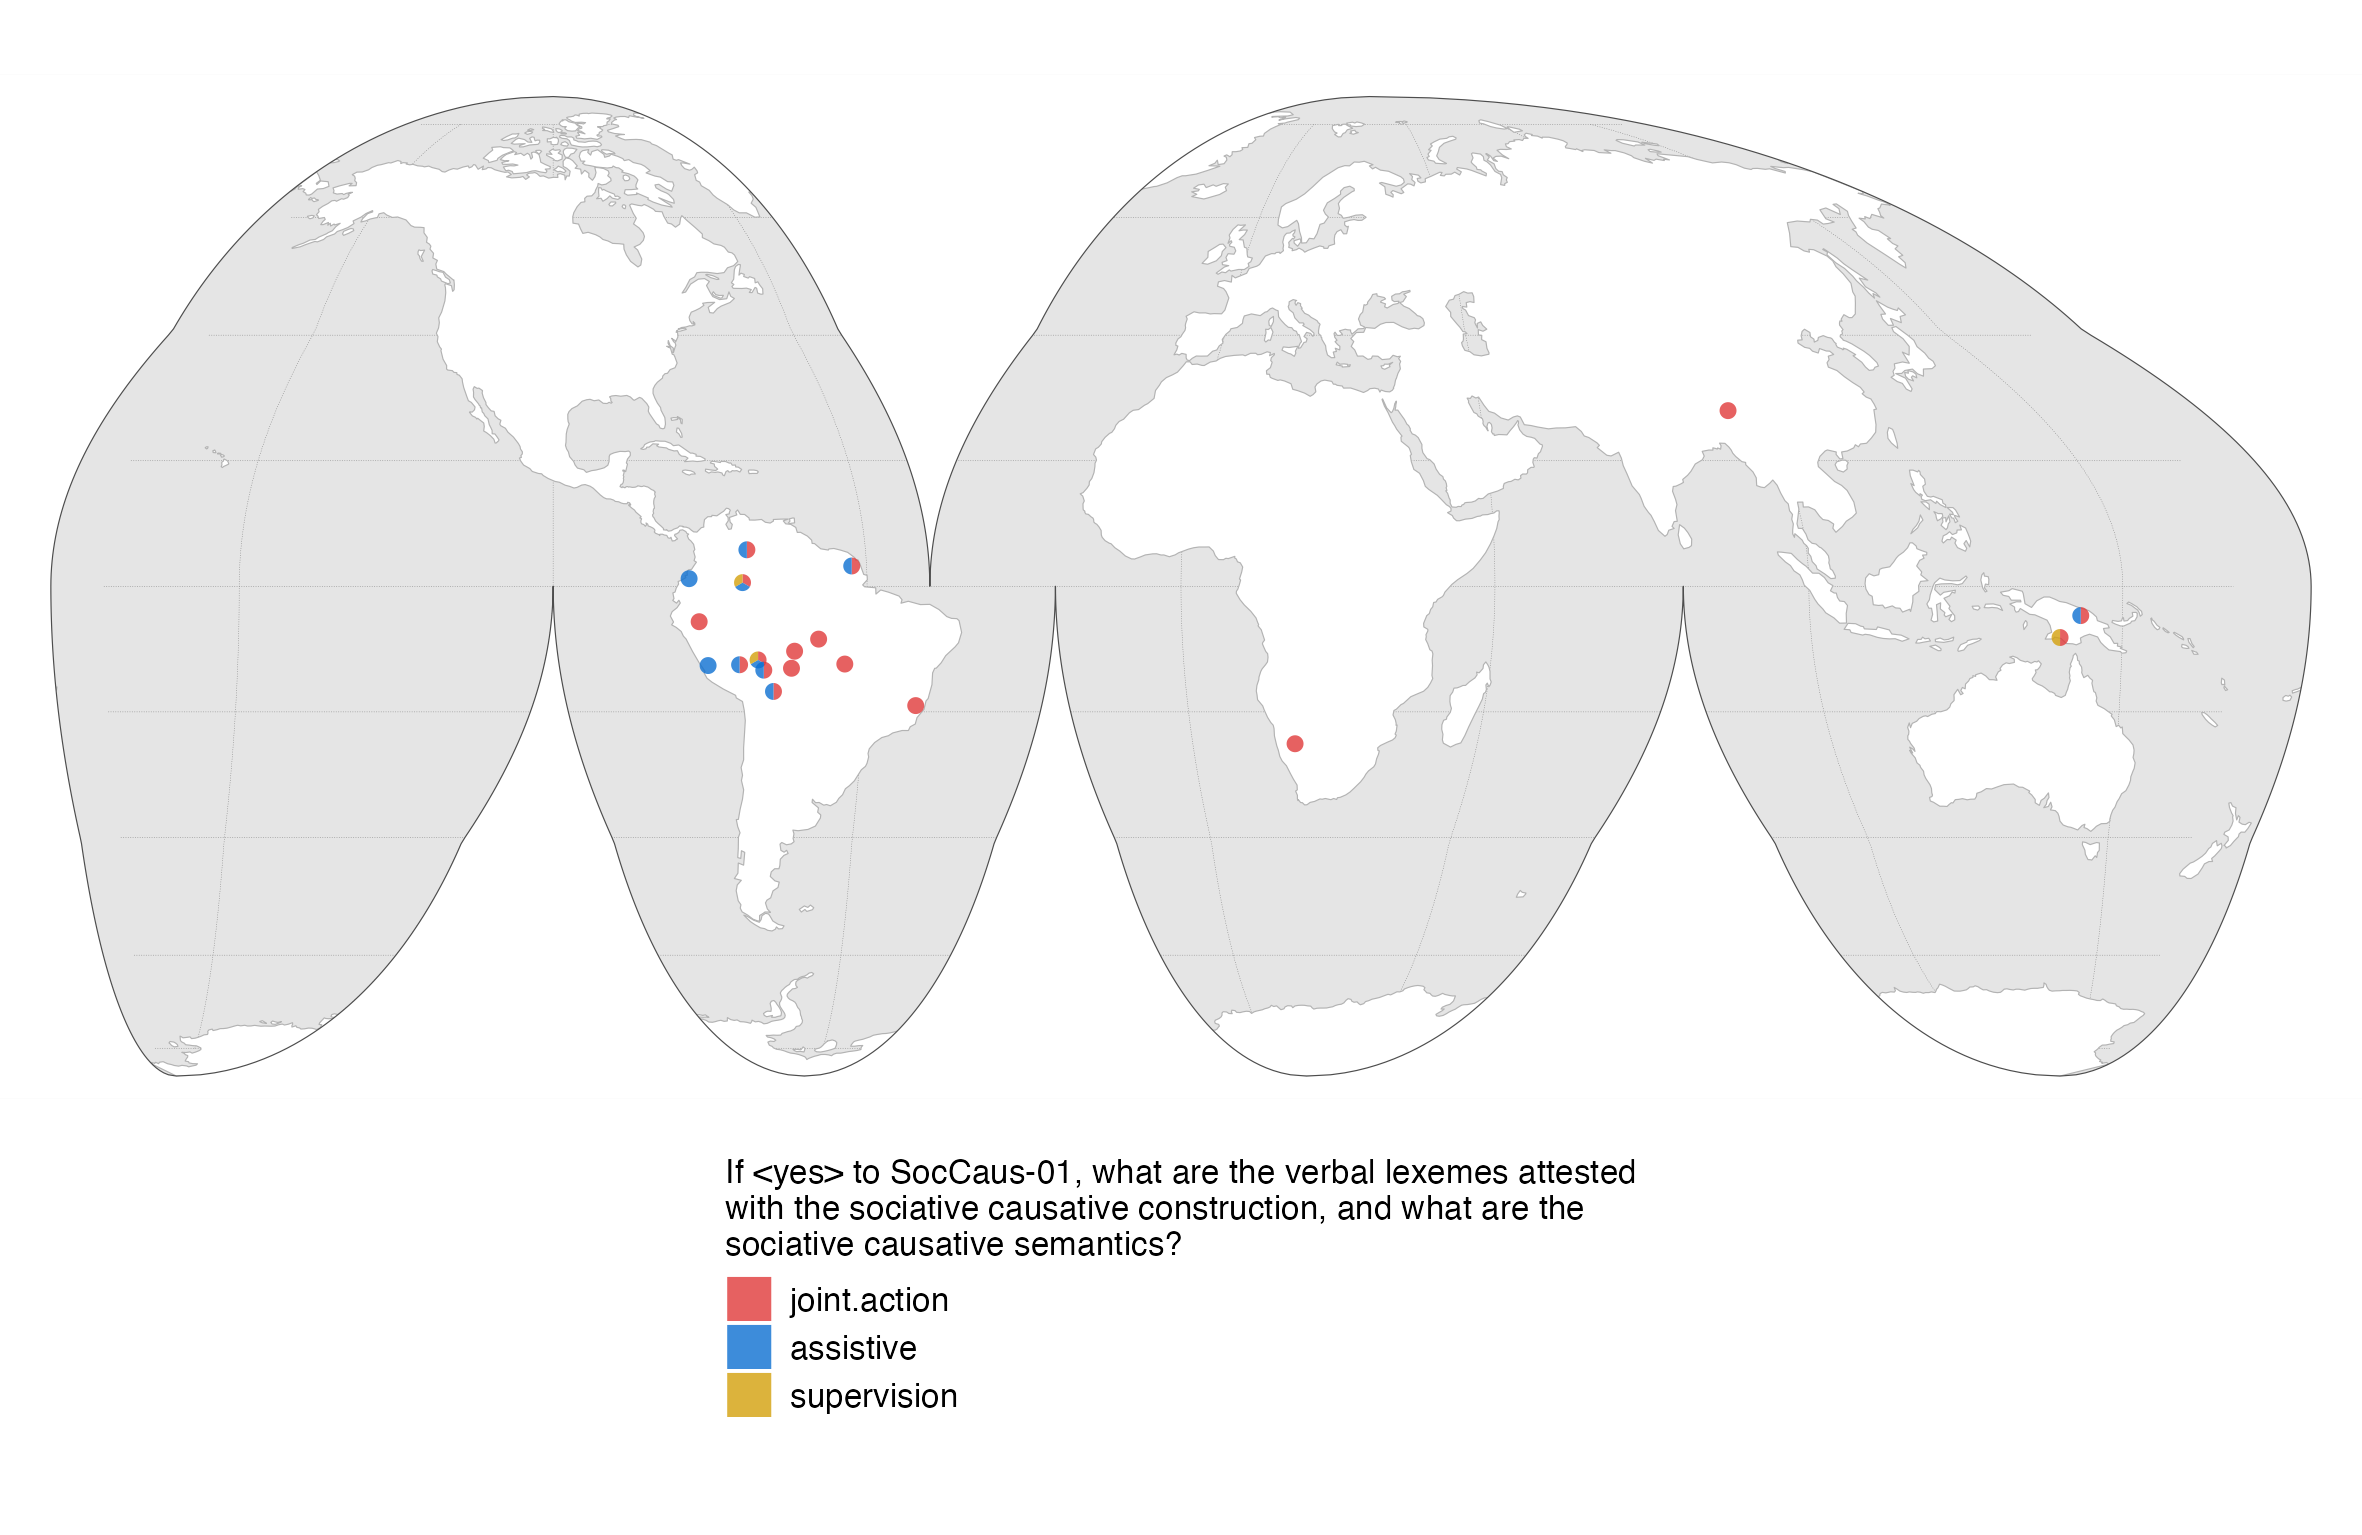 If <yes> to SocCaus-01, what are the verbal lexemes attested
with the sociative causative construction, and what are the
sociative causative semantics?
joint.action
assistive
supervision